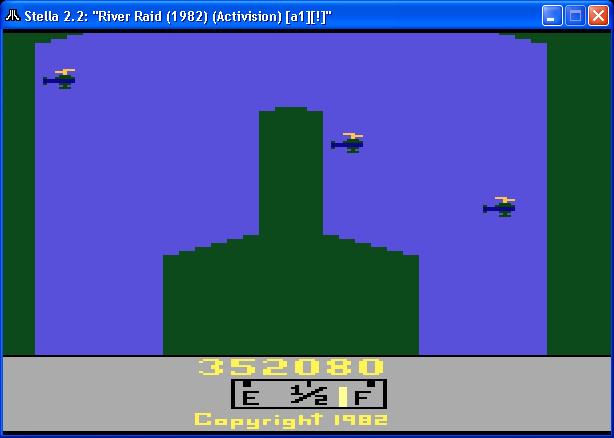 Stella 2.2: "River Raid (1982) (Activision) [a1][!]"
352080
E 1/2 F
Copyright 1982